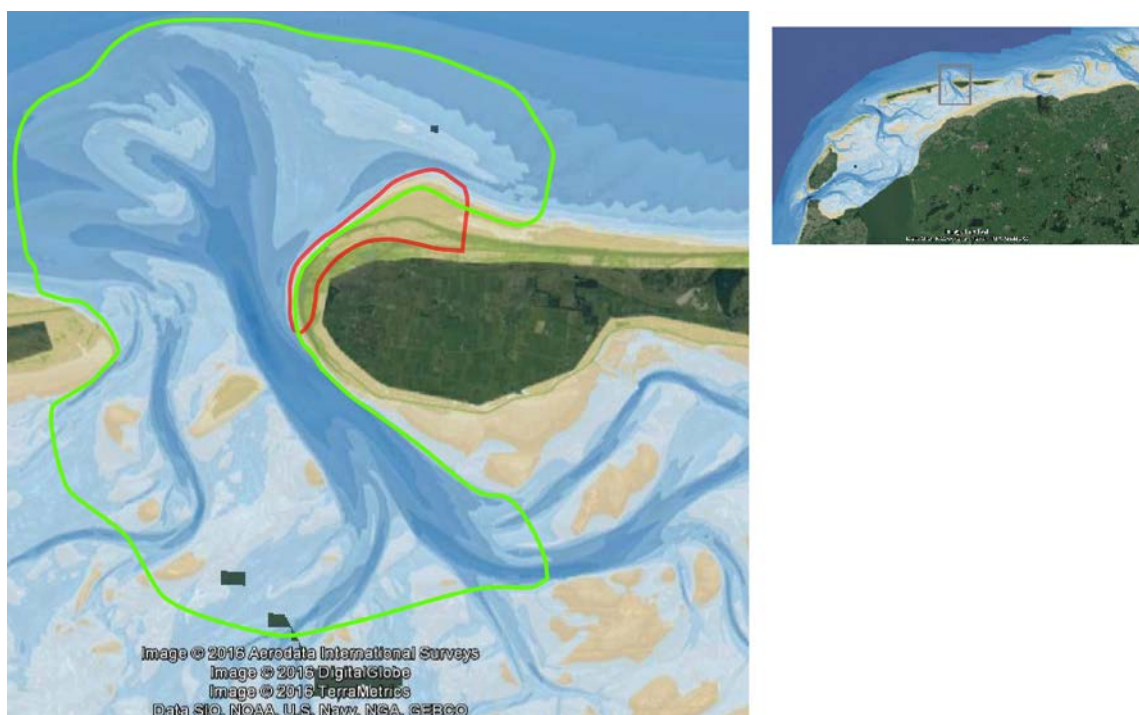 Image © 2016 Aerodata International Surveys
Image © 2016 DigitalGlobe
Image © 2016 TerraMetrics
Data SIO, NOAA, U.S. Navy, NGA, GEBCO